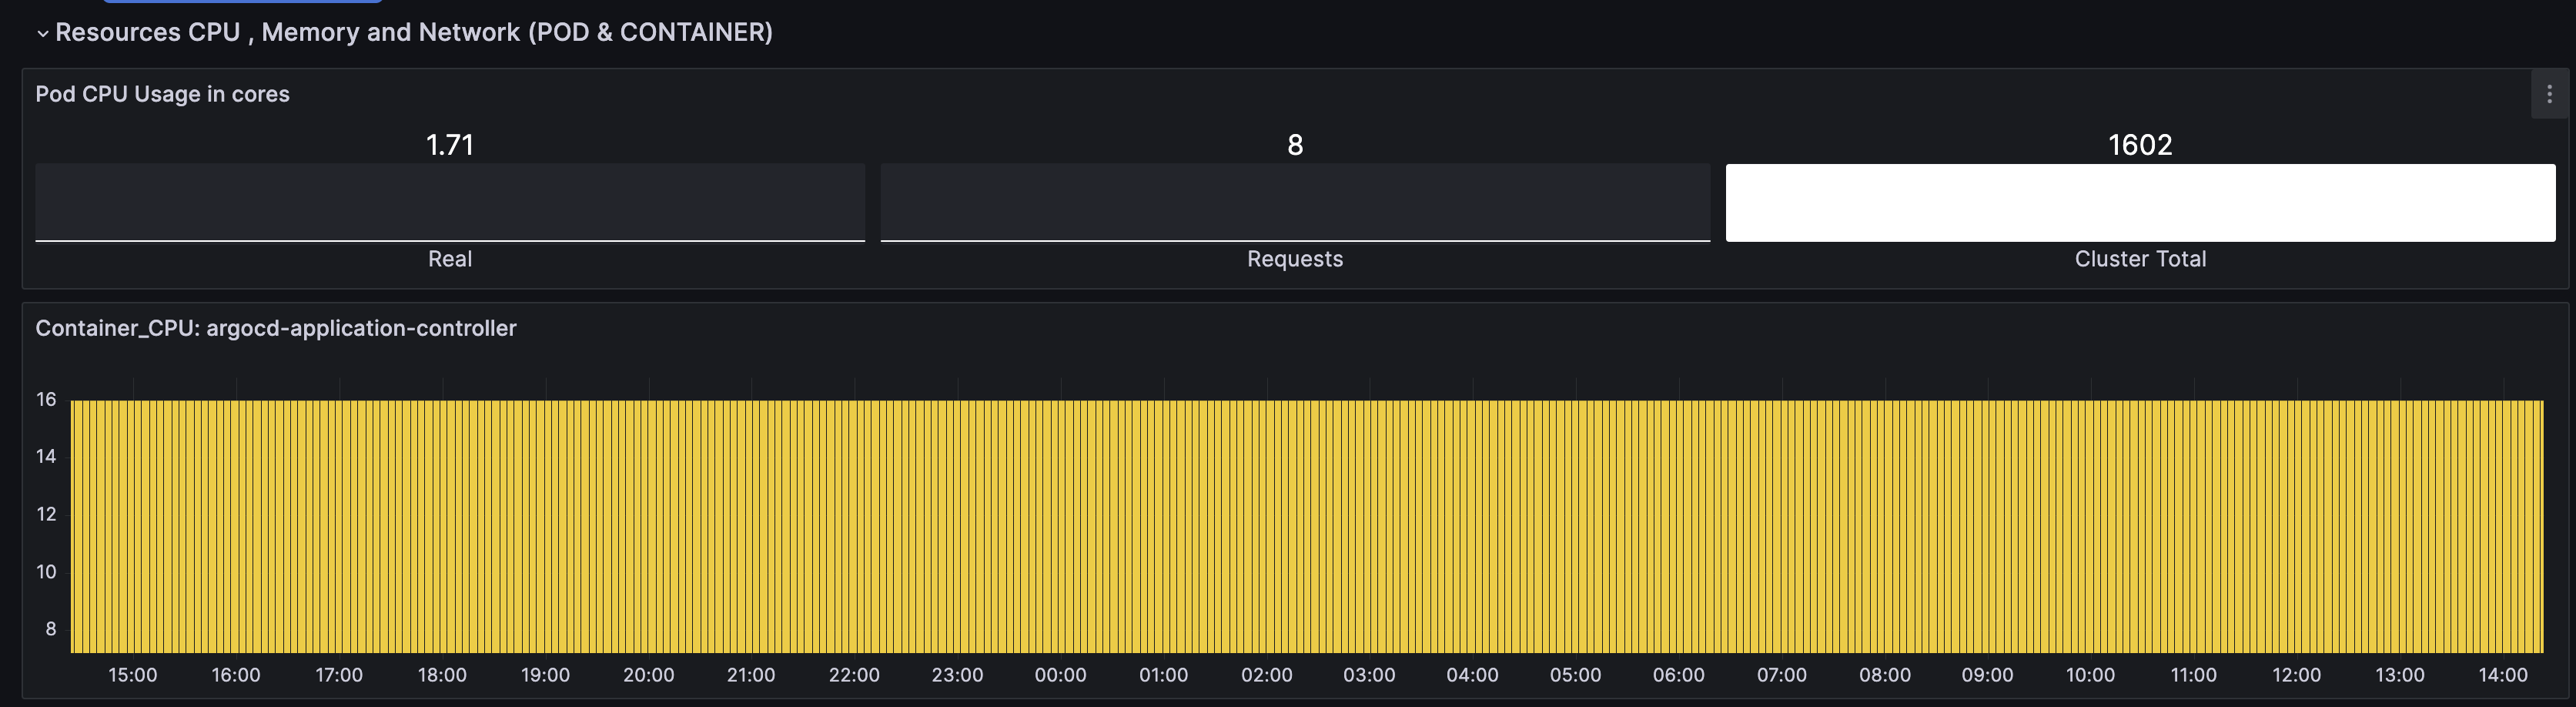 Resources CPU , Memory and Network (POD & CONTAINER)
Pod CPU Usage in cores
1.71
8
1602
Real
Requests
Cluster Total
Container_CPU: argocd-application-controller
16
14
12
10
8
15:00 16:00 17:00 18:00 19:00 20:00 21:00 22:00 23:00 00:00 01:00 02:00 03:00 04:00 05:00 06:00 07:00 08:00 09:00 10:00 11:00 12:00 13:00 14:00